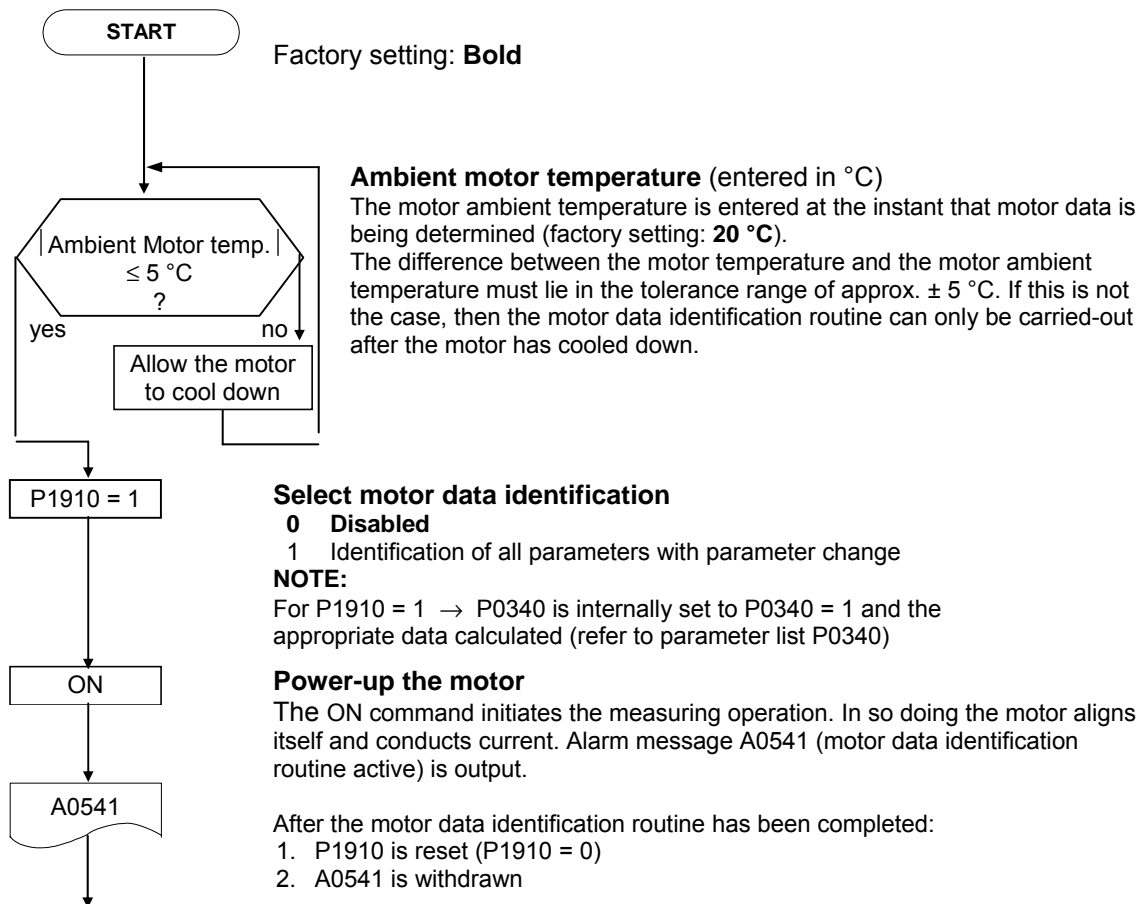 START
Factory setting: Bold
Ambient motor temperature (entered in °C)
The motor ambient temperature is entered at the instant that motor data is
being determined (factory setting: 20 °C).
The difference between the motor temperature and the motor ambient
temperature must lie in the tolerance range of approx. ± 5 °C. If this is not
the case, then the motor data identification routine can only be carried-out
after the motor has cooled down.
|Ambient Motor temp.|
≤ 5 °C
?
yes
no
Allow the motor
to cool down
P1910 = 1
Select motor data identification
0 Disabled
1 Identification of all parameters with parameter change
NOTE:
For P1910 = 1 → P0340 is internally set to P0340 = 1 and the
appropriate data calculated (refer to parameter list P0340)
ON
Power-up the motor
The ON command initiates the measuring operation. In so doing the motor aligns
itself and conducts current. Alarm message A0541 (motor data identification
routine active) is output.
A0541
After the motor data identification routine has been completed:
1. P1910 is reset (P1910 = 0)
2. A0541 is withdrawn